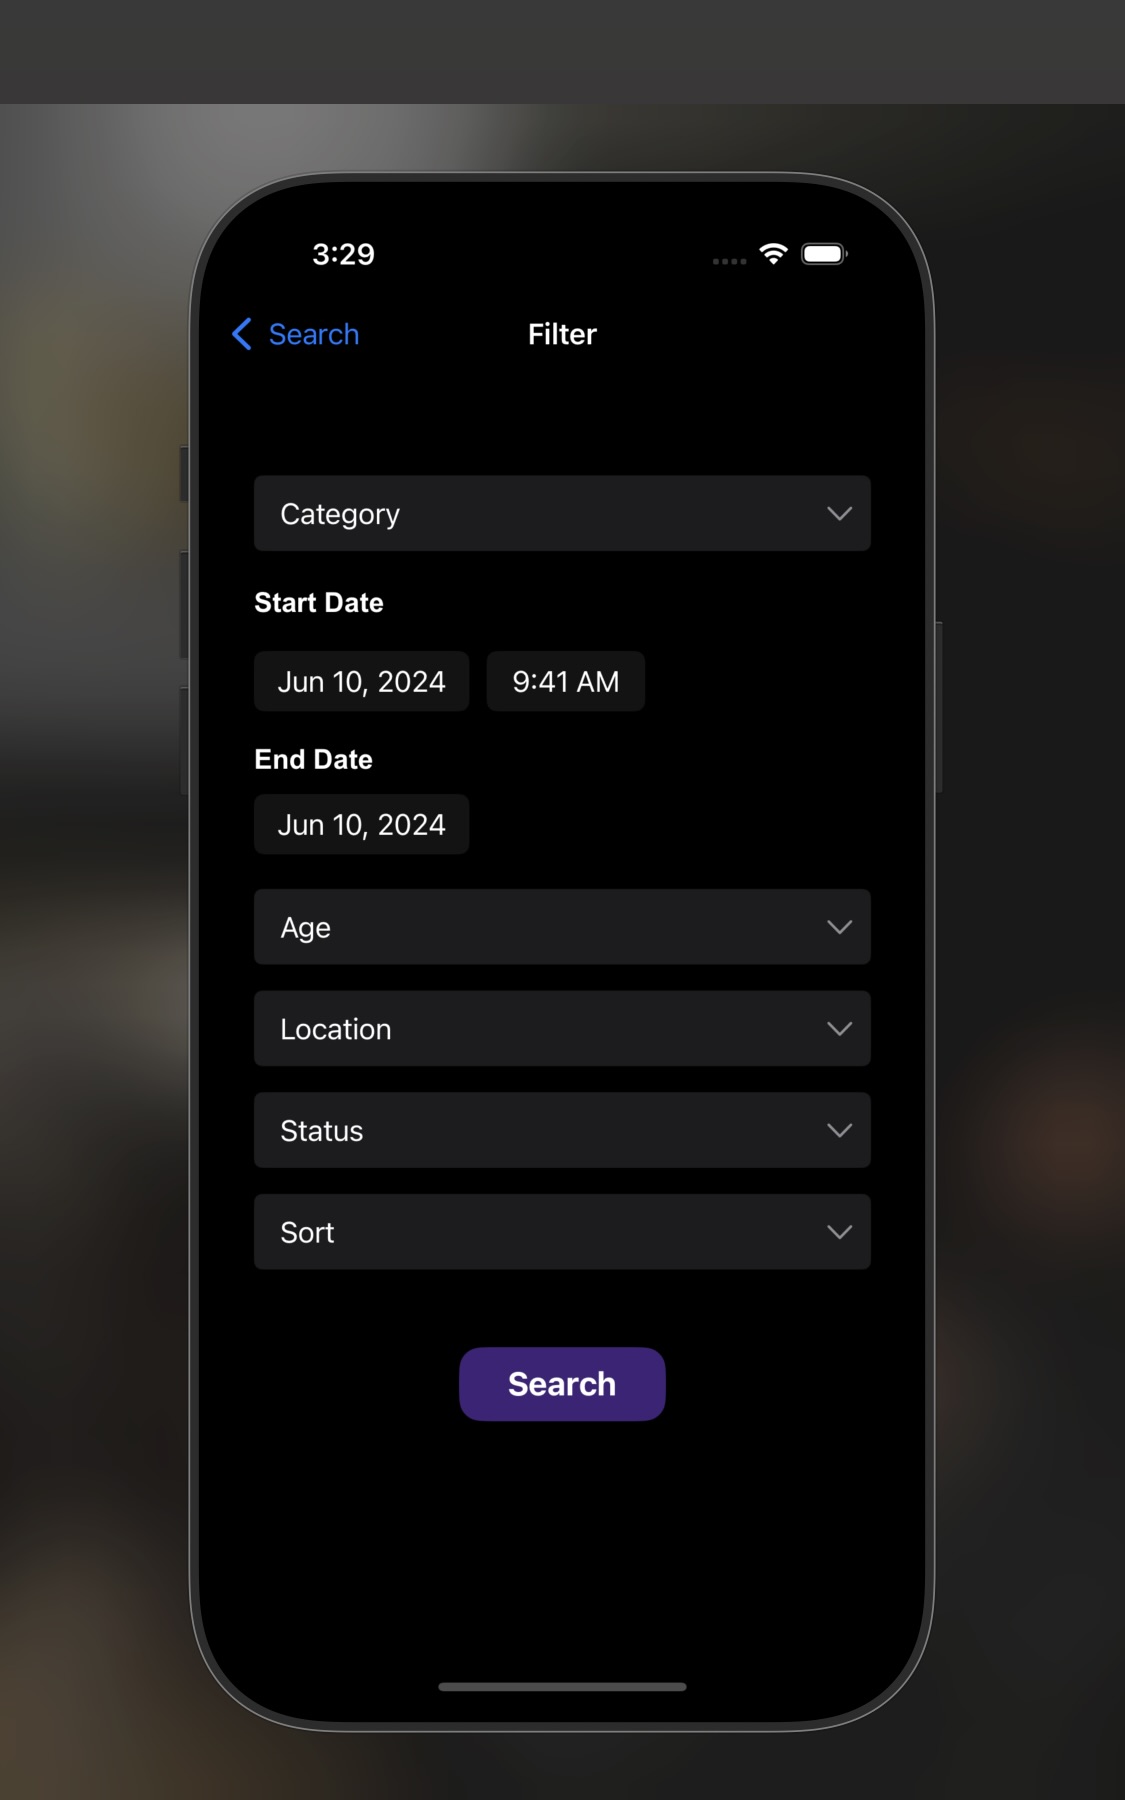 3:29
Search Filter
Category
Start Date
Jun 10, 2024 9:41 AM
End Date
Jun 10, 2024
Age
Location
Status
Sort
Search